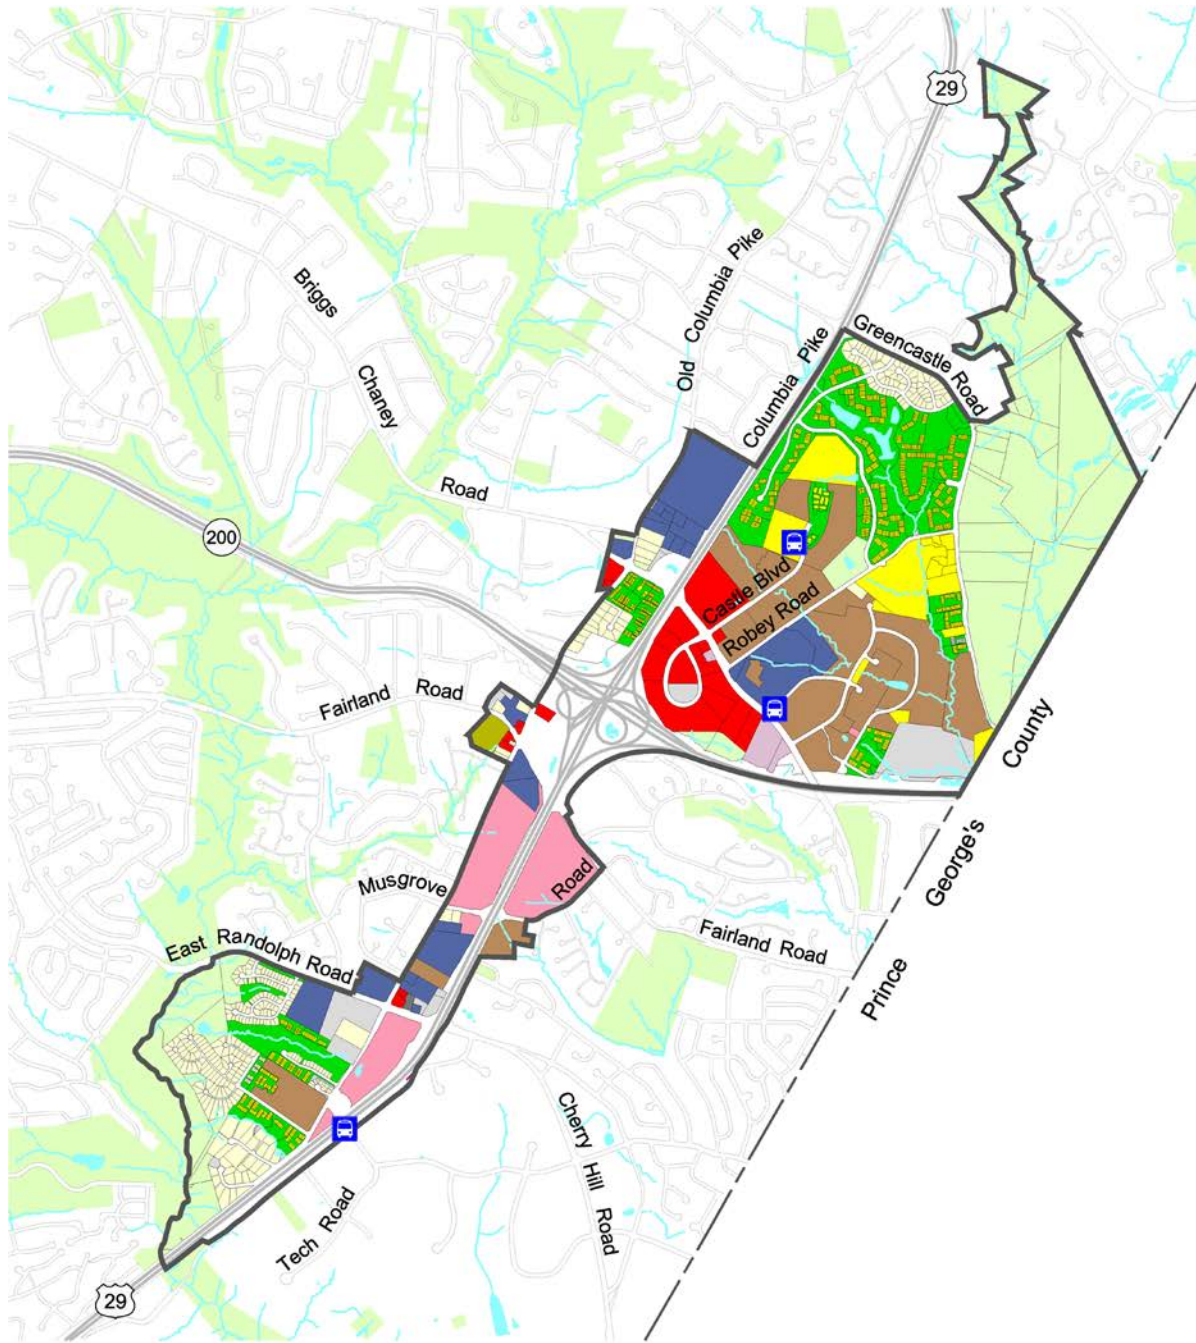 29
Old Columbia Pike
Columbia Pike
Greencastle Road
Briggs
Chaney
Road
200
Castle Blvd
Robey Road
Fairland Road
County
George's
Prince
Musgrove
Road
Fairland Road
East Randolph Road
Cherry Hill Road
Tech Road
29